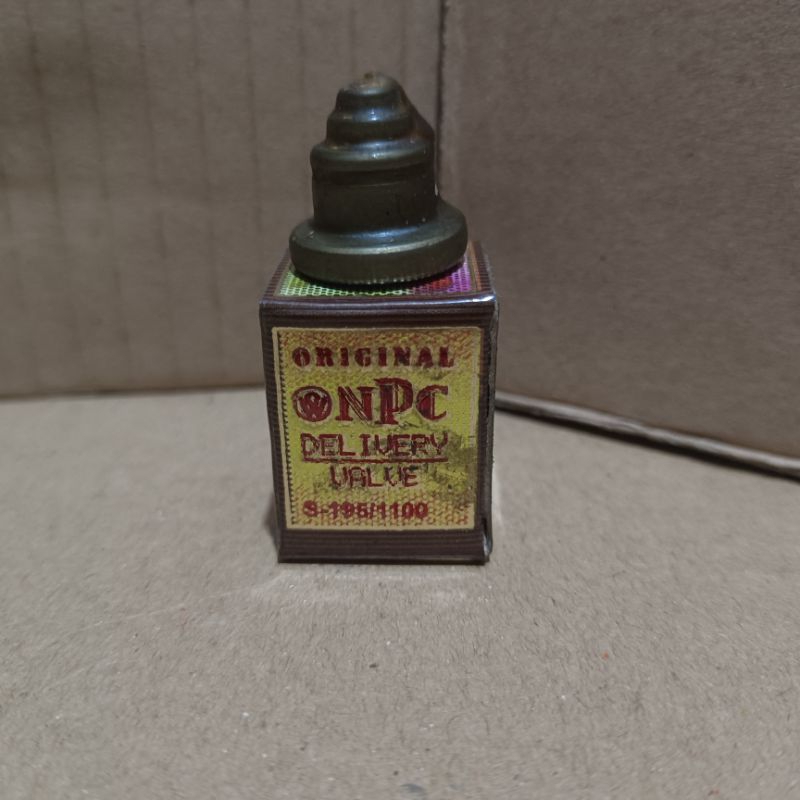 ORIGINAL
W NPC
DELIVERY
VALVE
S-195/1100